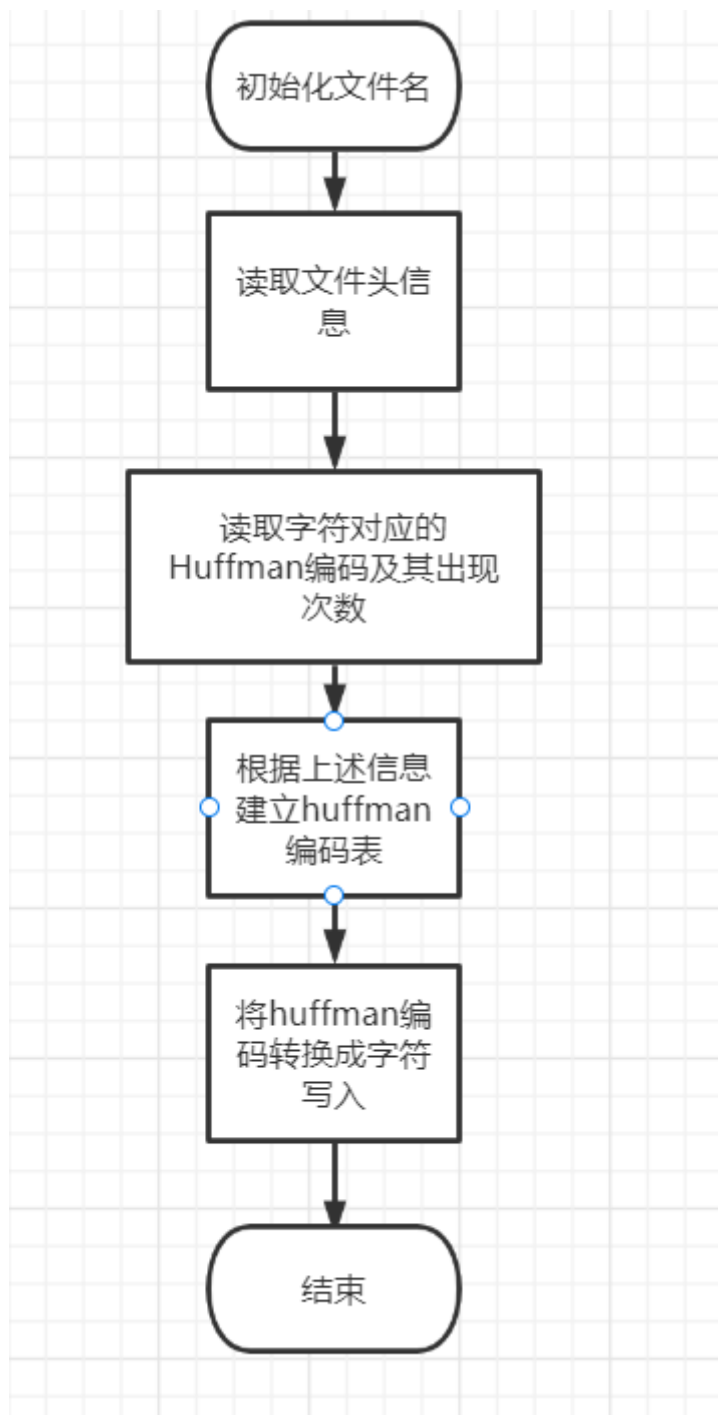 初始化文件名
读取文件头信
息
读取字符对应的
Huffman编码及其出现
次数
根据上述信息
建立huffman
编码表
将huffman编
码转换成字符
写入
结束